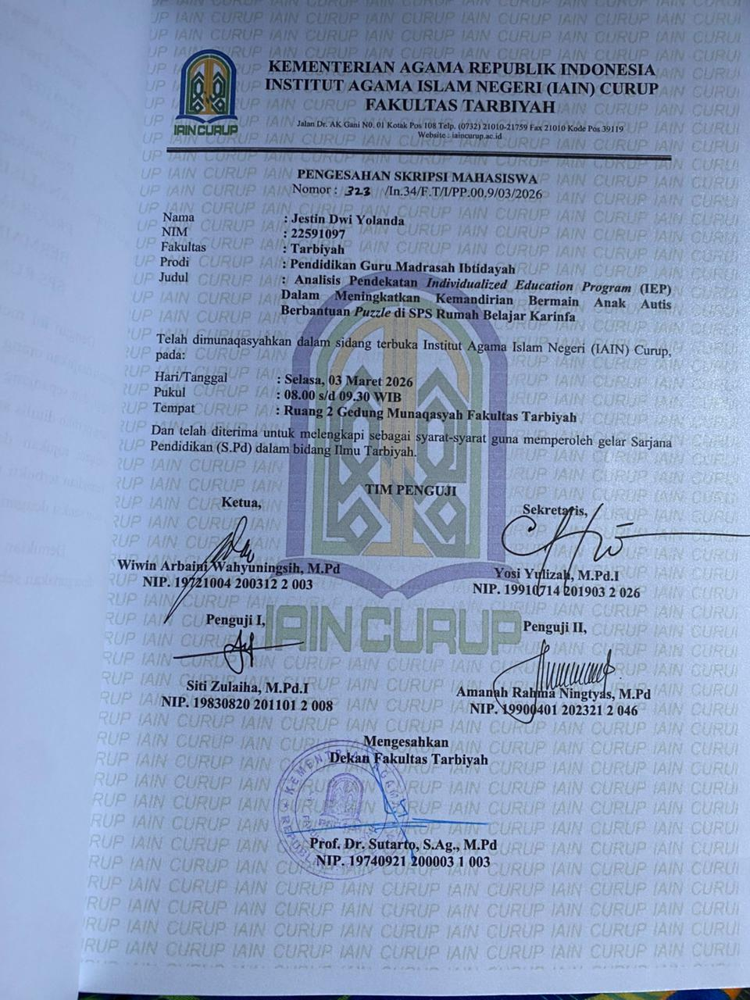 KEMENTERIAN AGAMA REPUBLIK INDONESIA
INSTITUT AGAMA ISLAM NEGERI (IAIN) CURUP
FAKULTAS TARBIYAH
Jalan Dr. AK Gani N0. 01 Kotak Pos 108 Telp. (0732) 21010-21759 Fax 21010 Kode Pos 39119
Website : iaincurup.ac.id
IAIN CURUP
PENGESAHAN SKRIPSI MAHASISWA
Nomor : 323 /In.34/F.T/I/PP.00.9/03/2026
Nama : Jestin Dwi Yolanda
NIM : 22591097
Fakultas : Tarbiyah
Prodi : Pendidikan Guru Madrasah Ibtidayah
Judul : Analisis Pendekatan Individualized Education Program (IEP)
Dalam Meningkatkan Kemandirian Bermain Anak Autis
Berbantuan Puzzle di SPS Rumah Belajar Karinfa
Telah dimunaqasyahkan dalam sidang terbuka Institut Agama Islam Negeri (IAIN) Curup,
pada:
Hari/Tanggal : Selasa, 03 Maret 2026
Pukul : 08.00 s/d 09.30 WIB
Tempat : Ruang 2 Gedung Munaqasyah Fakultas Tarbiyah
Dan telah diterima untuk melengkapi sebagai syarat-syarat guna memperoleh gelar Sarjana
Pendidikan (S.Pd) dalam bidang Ilmu Tarbiyah.
TIM PENGUJI
Ketua, Sekretaris,
Wiwin Arbaini Wahyuningsih, M.Pd Yosi Yulizah, M.Pd.I
NIP. 19721004 200312 2 003 NIP. 19910714 201903 2 026
IAIN CURUP
Penguji I, Penguji II,
Siti Zulaiha, M.Pd.I Amanah Rahma Ningtyas, M.Pd
NIP. 19830820 201101 2 008 NIP. 19900401 202321 2 046
Mengesahkan
Dekan Fakultas Tarbiyah
Prof. Dr. Sutarto, S.Ag., M.Pd
NIP. 19740921 200003 1 003